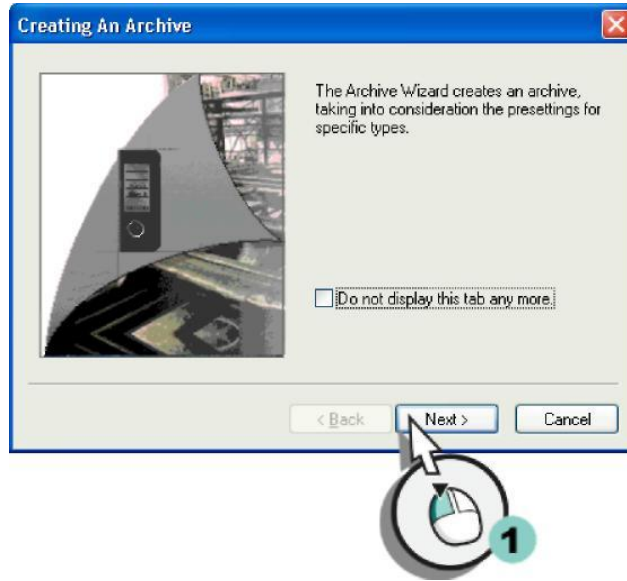 Creating An Archive
The Archive Wizard creates an archive,
taking into consideration the presettings for
specific types.
Do not display this tab any more.
< Back
Next >
Cancel
1